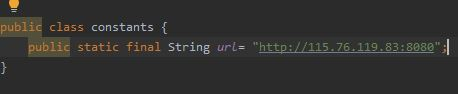 public class constants {
public static final String url= "http://115.76.119.83:8080";
}